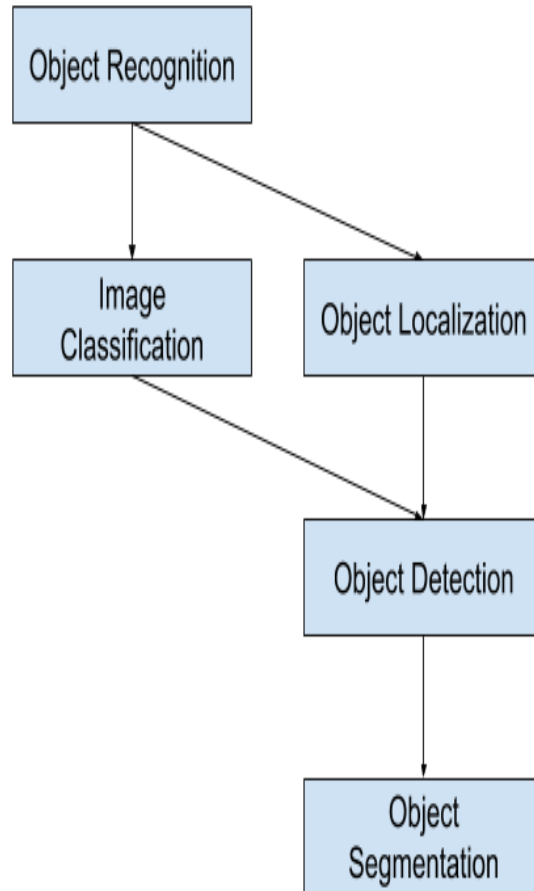 Object Recognition
Image
Classification
Object Localization
Object Detection
Object
Segmentation